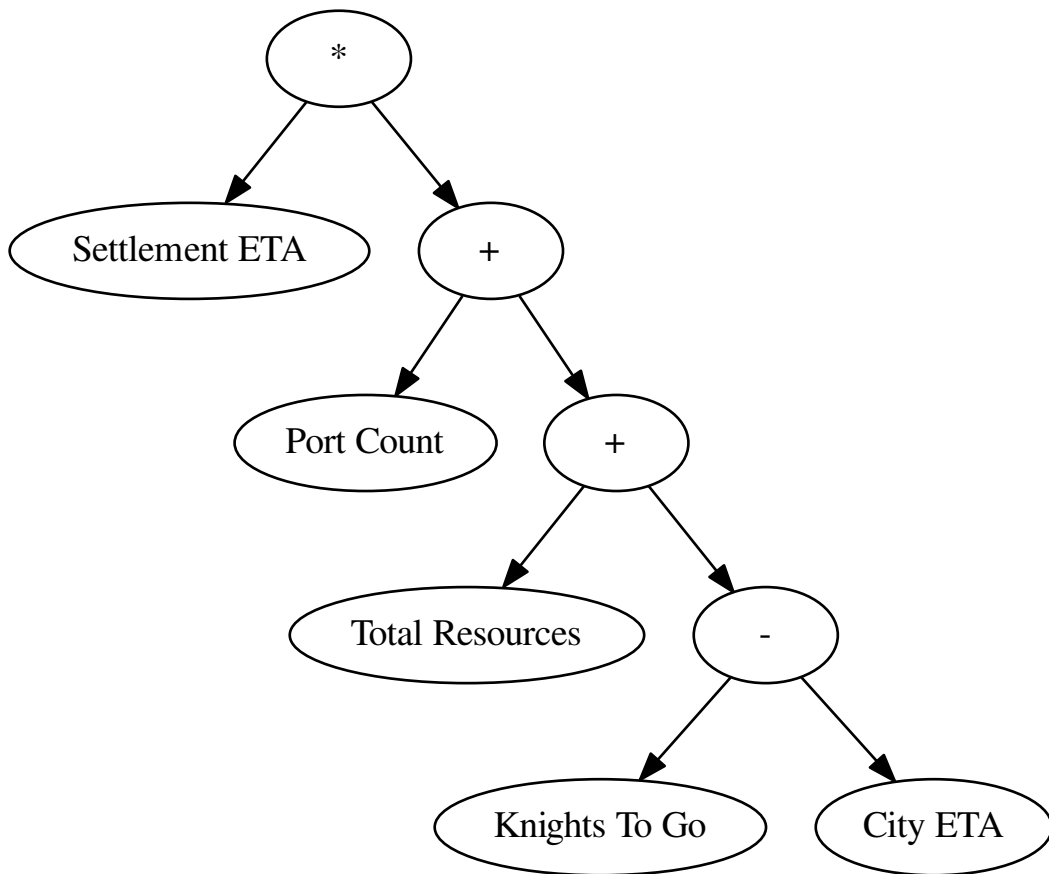 *
Settlement ETA
+
Port Count
+
Total Resources
-
Knights To Go
City ETA